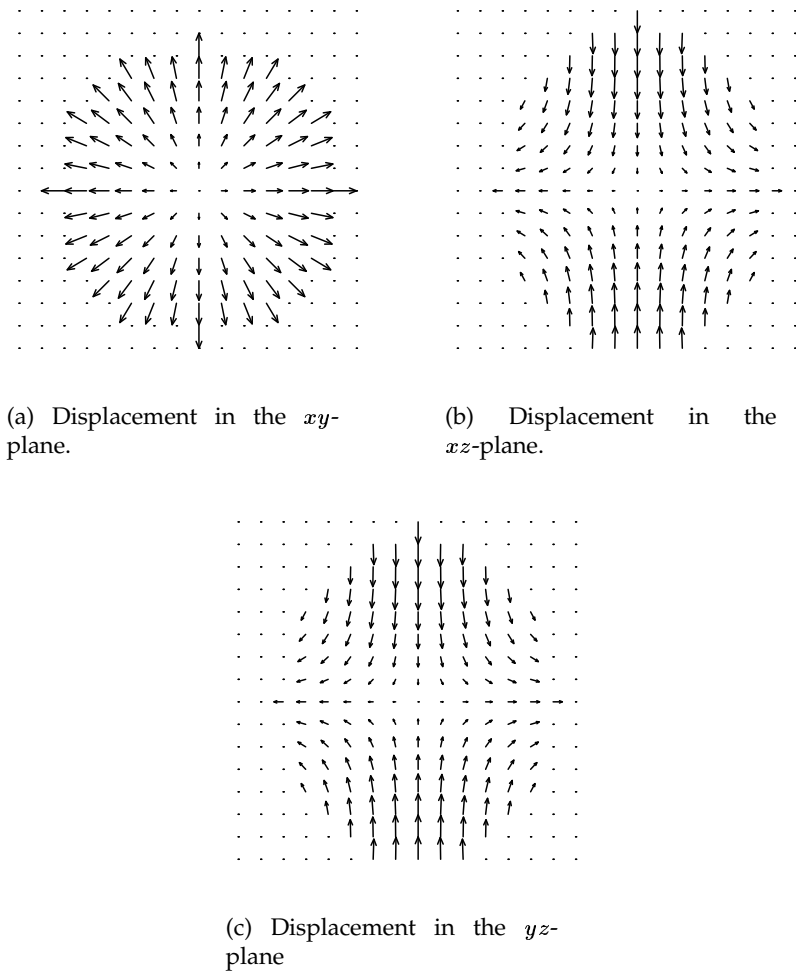 (a) Displacement in the xy-
plane.
(b) Displacement in the
xz-plane.
(c) Displacement in the yz-
plane